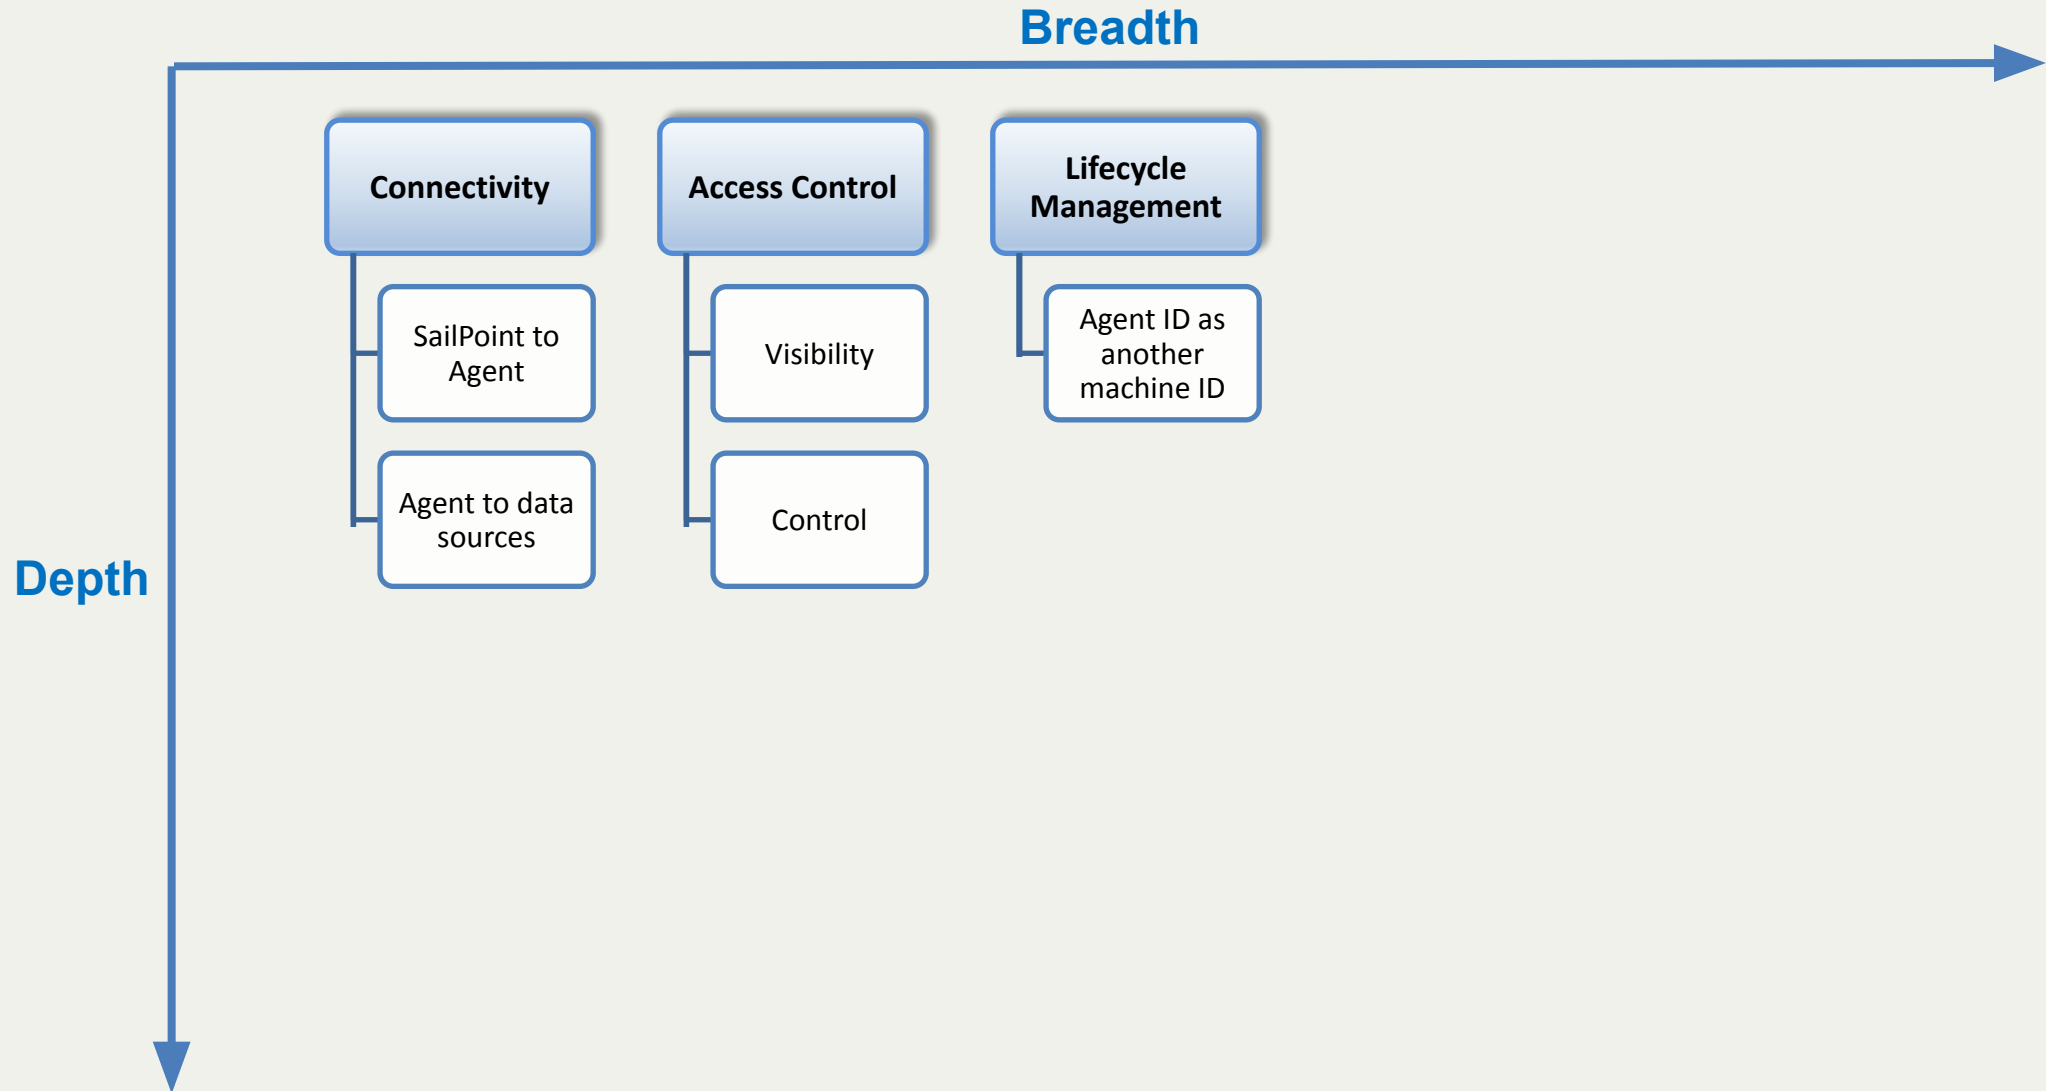 Breadth
Connectivity
Access Control
Lifecycle
Management
SailPoint to
Agent
Visibility
Agent ID as
another
machine ID
Agent to data
sources
Control
Depth